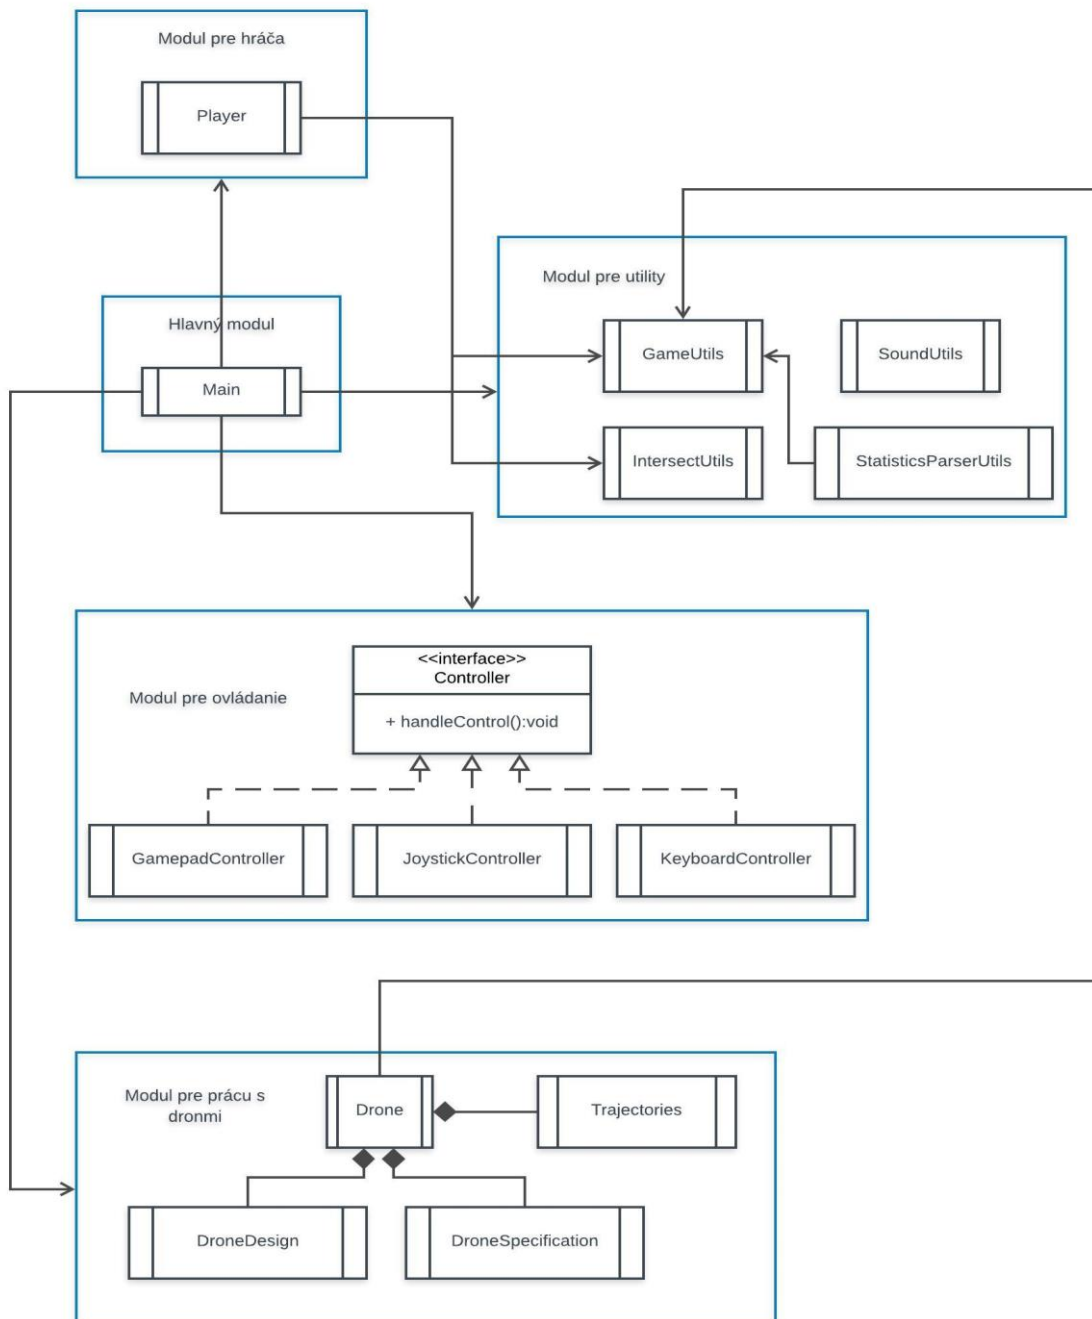 Modul pre hráča
Player
Modul pre utility
Hlavný modul
GameUtils
SoundUtils
Main
IntersectUtils
StatisticsParserUtils
<<interface>>
Controller
Modul pre ovládanie
+ handleControl():void
GamepadController
JoystickController
KeyboardController
Modul pre prácu s
dronmi
Drone
Trajectories
DroneDesign
DroneSpecification